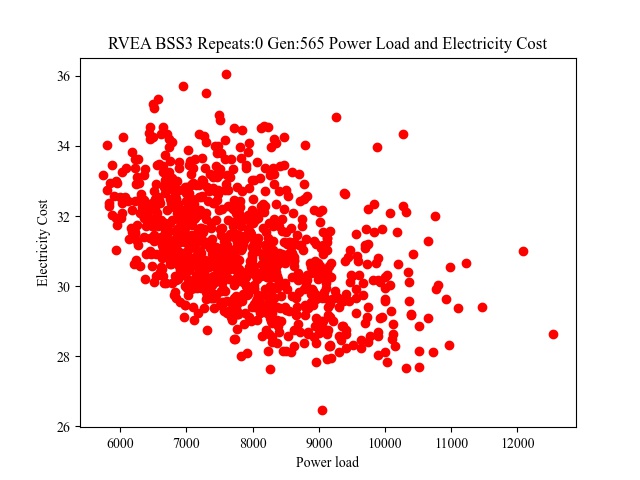 RVEA BSS3 Repeats:0 Gen:565 Power Load and Electricity Cost
36
34
32
30
28
26
Electricity Cost
6000 7000 8000 9000 10000 11000 12000
Power load